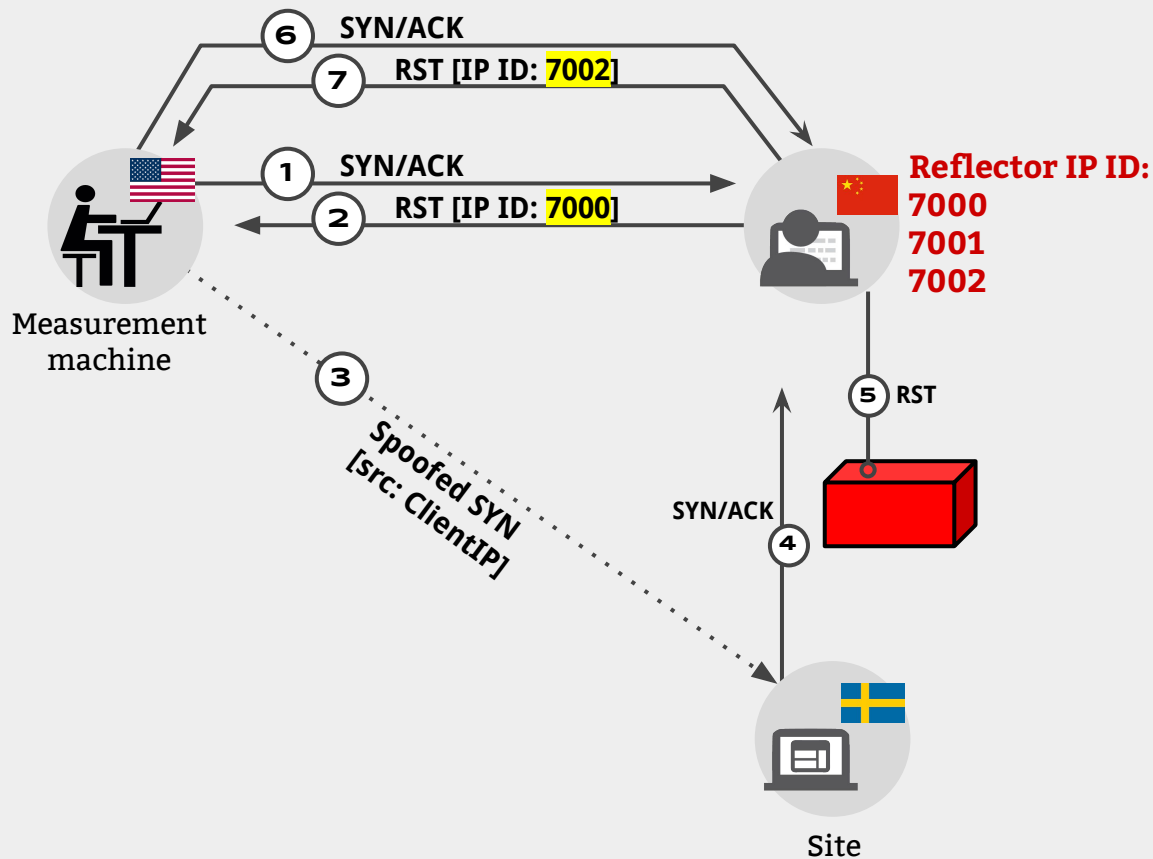 6 SYN/ACK
7 RST [IP ID: 7002]
1 SYN/ACK
2 RST [IP ID: 7000]
Reflector IP ID:
7000
7001
7002
Measurement
machine
3
Spoofed SYN
[src: ClientIP]
5 RST
SYN/ACK
4
Site